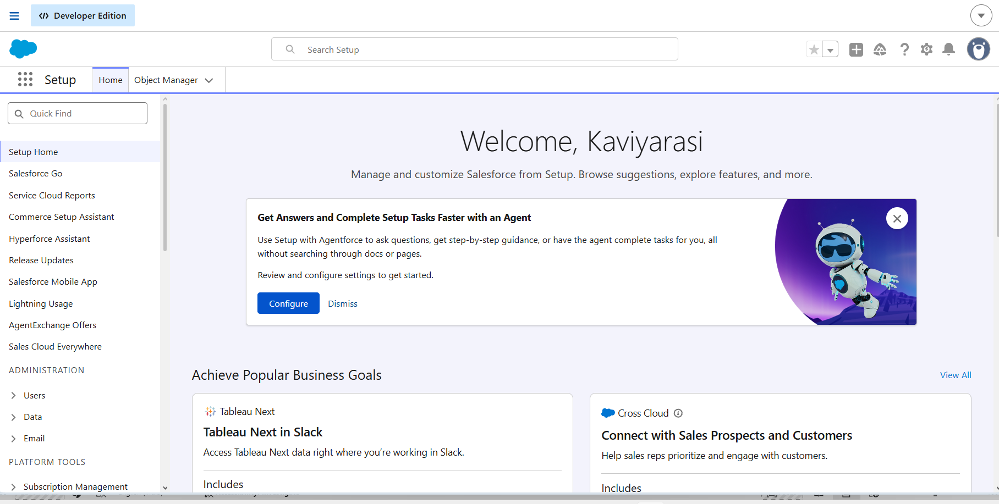 Developer Edition
Search Setup
Setup
Home
Object Manager
Quick Find
Setup Home
Salesforce Go
Service Cloud Reports
Commerce Setup Assistant
Hyperforce Assistant
Release Updates
Salesforce Mobile App
Lightning Usage
AgentExchange Offers
Sales Cloud Everywhere
ADMINISTRATION
Users
Data
Email
PLATFORM TOOLS
Subscription Management
Welcome, Kaviyarasi
Manage and customize Salesforce from Setup. Browse suggestions, explore features, and more.
Get Answers and Complete Setup Tasks Faster with an Agent
Use Setup with Agentforce to ask questions, get step-by-step guidance, or have the agent complete tasks for you, all
without searching through docs or pages.
Review and configure settings to get started.
Configure
Dismiss
Achieve Popular Business Goals
View All
Tableau Next
Tableau Next in Slack
Access Tableau Next data right where you’re working in Slack.
Includes
Cross Cloud
Connect with Sales Prospects and Customers
Help sales reps prioritize and engage with customers.
Includes